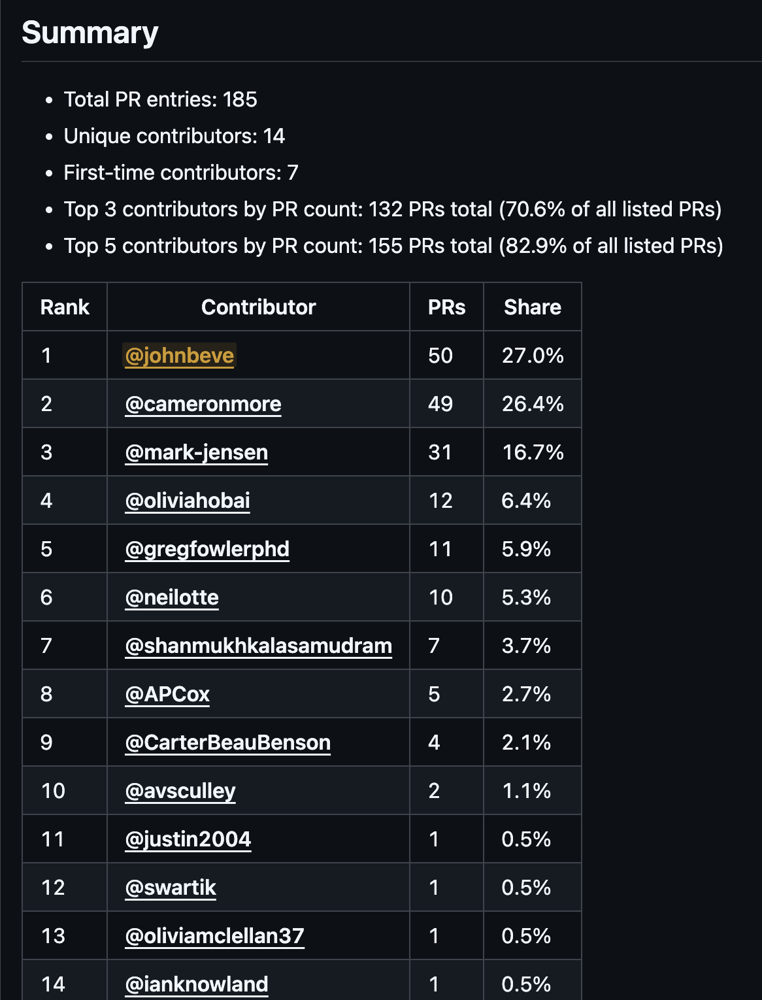 Summary
• Total PR entries: 185
• Unique contributors: 14
• First-time contributors: 7
• Top 3 contributors by PR count: 132 PRs total (70.6% of all listed PRs)
• Top 5 contributors by PR count: 155 PRs total (82.9% of all listed PRs)
Rank Contributor PRs Share
1 @johnbeve 50 27.0%
2 @cameronmore 49 26.4%
3 @mark-jensen 31 16.7%
4 @oliviahobai 12 6.4%
5 @gregfowlerphd 11 5.9%
6 @neilotte 10 5.3%
7 @shanmukhkalasamudram 7 3.7%
8 @APCox 5 2.7%
9 @CarterBeauBenson 4 2.1%
10 @avsculley 2 1.1%
11 @justin2004 1 0.5%
12 @swartik 1 0.5%
13 @oliviamclellan37 1 0.5%
14 @ianknowland 1 0.5%